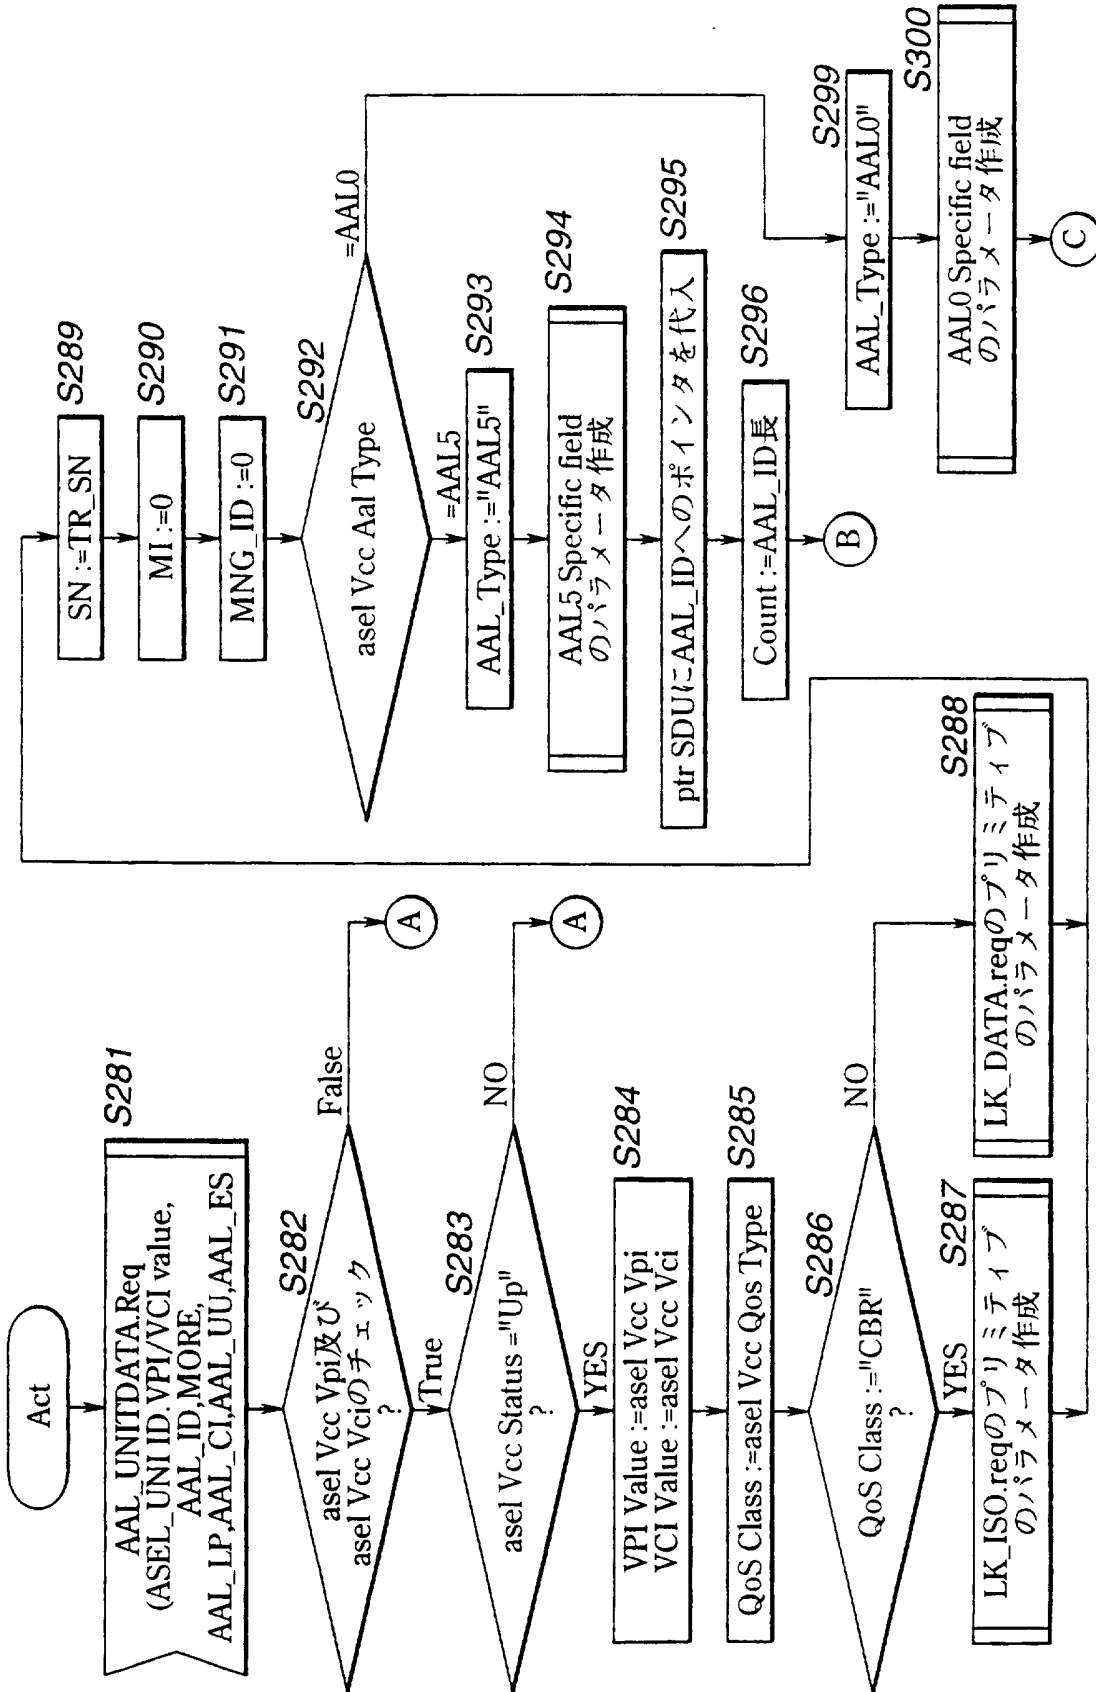 Act
S281
AAL_UNITDATA.Req
(ASEL_UNI ID.VPI/VCI value,
AAL_ID,MORE,
AAL_LP,AAL_CI,AAL_UU,AAL_ES
S282
asel Vcc Vpi及び
asel Vcc Vciのチェック
?
False
A
True
S283
asel Vcc Status ="Up"
?
NO
A
YES
S284
VPI Value :=asel Vcc Vpi
VCI Value :=asel Vcc Vci
S285
QoS Class :=asel Vcc Qos Type
S286
QoS Class :="CBR"
?
NO
YES
S287
LK_ISO.reqのプリミティブ
のパラメータ作成
S288
LK_DATA.reqのプリミティブ
のパラメータ作成
S289
SN :=TR_SN
S290
MI :=0
S291
MNG_ID :=0
S292
asel Vcc Aal Type
=AAL0
=AAL5
S293
AAL_Type :="AAL5"
S294
AAL5 Specific field
のパラメータ作成
S295
ptr SDUにAAL_IDへのポインタを代入
S296
Count :=AAL_ID長
B
S299
AAL_Type :="AAL0"
S300
AAL0 Specific field
のパラメータ作成
C